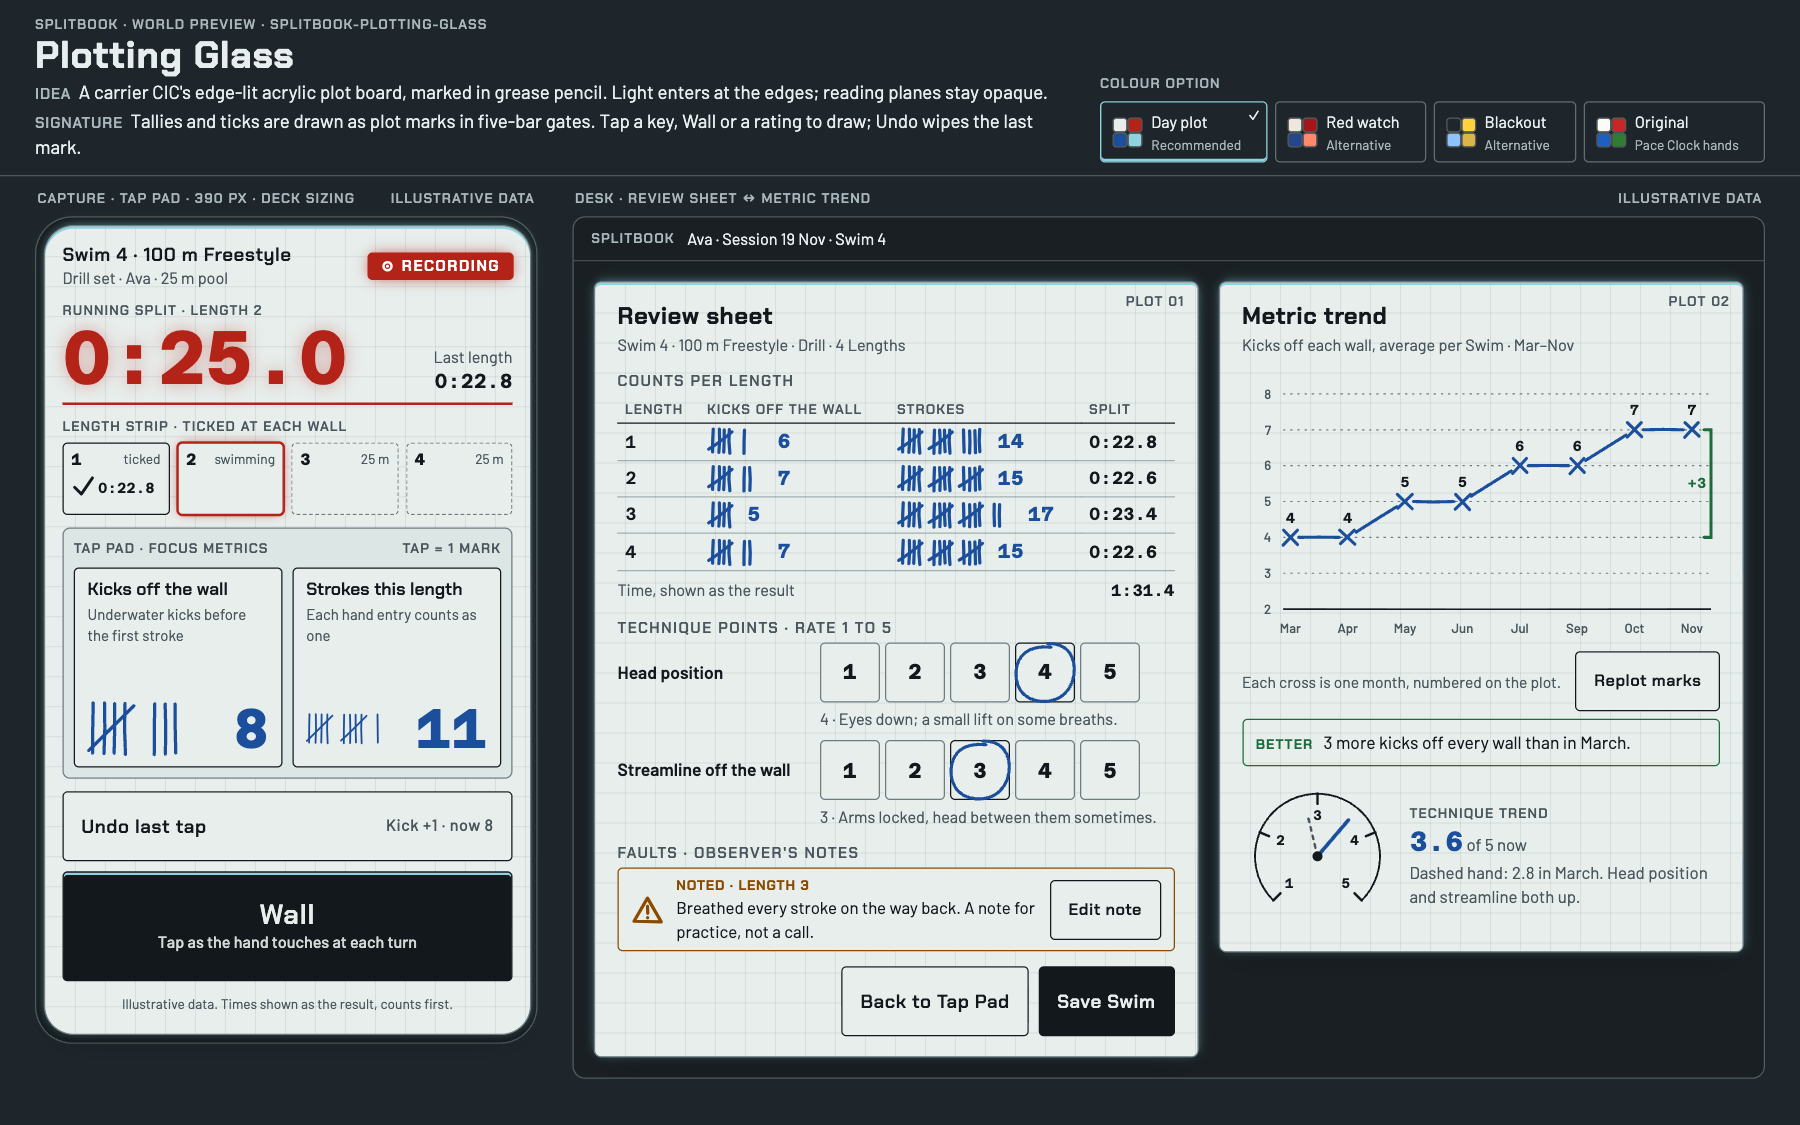 SPLITBOOK · WORLD PREVIEW · SPLITBOOK-PLOTTING-GLASS
Plotting Glass
IDEA A carrier CIC's edge-lit acrylic plot board, marked in grease pencil. Light enters at the edges; reading planes stay opaque.
SIGNATURE Tallies and ticks are drawn as plot marks in five-bar gates. Tap a key, Wall or a rating to draw; Undo wipes the last
mark.
COLOUR OPTION
Day plot
Recommended
Red watch
Alternative
Blackout
Alternative
Original
Pace Clock hands
CAPTURE · TAP PAD · 390 PX · DECK SIZING
ILLUSTRATIVE DATA
Swim 4 · 100 m Freestyle
Drill set · Ava · 25 m pool
RECORDING
RUNNING SPLIT · LENGTH 2
0:25.0
Last length
0:22.8
LENGTH STRIP · TICKED AT EACH WALL
1 ticked
0:22.8
2 swimming
3 25 m
4 25 m
TAP PAD · FOCUS METRICS
TAP = 1 MARK
Kicks off the wall
Underwater kicks before
the first stroke
8
Strokes this length
Each hand entry counts as
one
11
Undo last tap
Kick +1 · now 8
Wall
Tap as the hand touches at each turn
Illustrative data. Times shown as the result, counts first.
DESK · REVIEW SHEET ↔ METRIC TREND
ILLUSTRATIVE DATA
SPLITBOOK Ava · Session 19 Nov · Swim 4
PLOT 01
Review sheet
Swim 4 · 100 m Freestyle · Drill · 4 Lengths
COUNTS PER LENGTH
LENGTH KICKS OFF THE WALL STROKES SPLIT
1 6 14 0:22.8
2 7 15 0:22.6
3 5 17 0:23.4
4 7 15 0:22.6
Time, shown as the result 1:31.4
TECHNIQUE POINTS · RATE 1 TO 5
Head position 1 2 3 4 5
4 · Eyes down; a small lift on some breaths.
Streamline off the wall 1 2 3 4 5
3 · Arms locked, head between them sometimes.
FAULTS · OBSERVER'S NOTES
NOTED · LENGTH 3
Breathed every stroke on the way back. A note for
practice, not a call.
Edit note
Back to Tap Pad
Save Swim
PLOT 02
Metric trend
Kicks off each wall, average per Swim · Mar–Nov
8
7
6
5
4
3
2
4 4 5 5 6 6 7 7
+3
Mar Apr May Jun Jul Sep Oct Nov
Each cross is one month, numbered on the plot.
Replot marks
BETTER 3 more kicks off every wall than in March.
1 2 3 4 5
TECHNIQUE TREND
3.6 of 5 now
Dashed hand: 2.8 in March. Head position
and streamline both up.